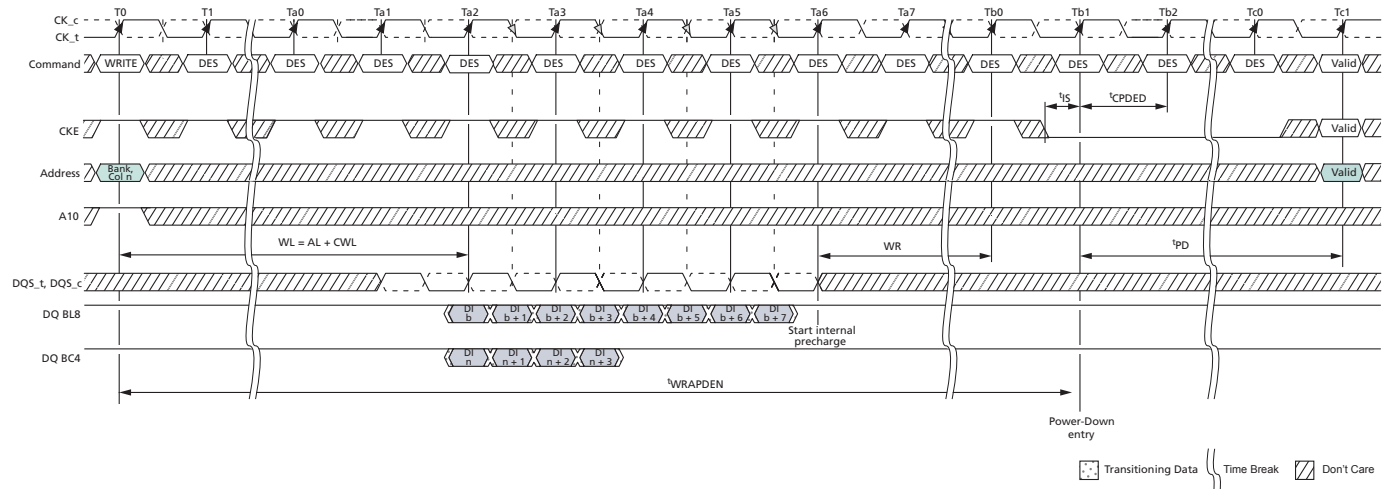 T0 T1 Ta0 Ta1 Ta2 Ta3 Ta4 Ta5 Ta6 Ta7 Tb0 Tb1 Tb2 Tc0 Tc1
CK_c
CK_t
Command WRITE DES DES DES DES DES DES DES DES DES DES DES DES DES Valid
tIS tCPDED
CKE Valid
Address Bank, Col n Valid
A10
WL = AL + CWL WR tPD
DQS_t, DQS_c
DQ BL8 DI b DI b + 1 DI b + 2 DI b + 3 DI b + 4 DI b + 5 DI b + 6 DI b + 7
Start internal
precharge
DQ BC4 DI n DI n + 1 DI n + 2 DI n + 3
tWRAPDEN
Power-Down
entry
Transitioning Data Time Break Don't Care